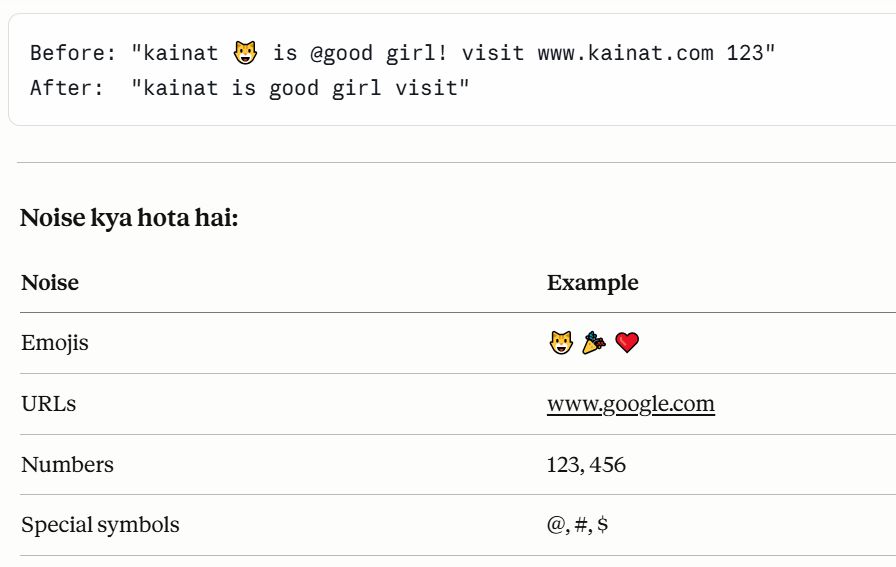 Before: "kainat 😺 is @good girl! visit www.kainat.com 123"
After:  "kainat is good girl visit"
Noise kya hota hai:
Noise Example
Emojis 😺 🎉 ❤️
URLs www.google.com
Numbers 123, 456
Special symbols @, #, $